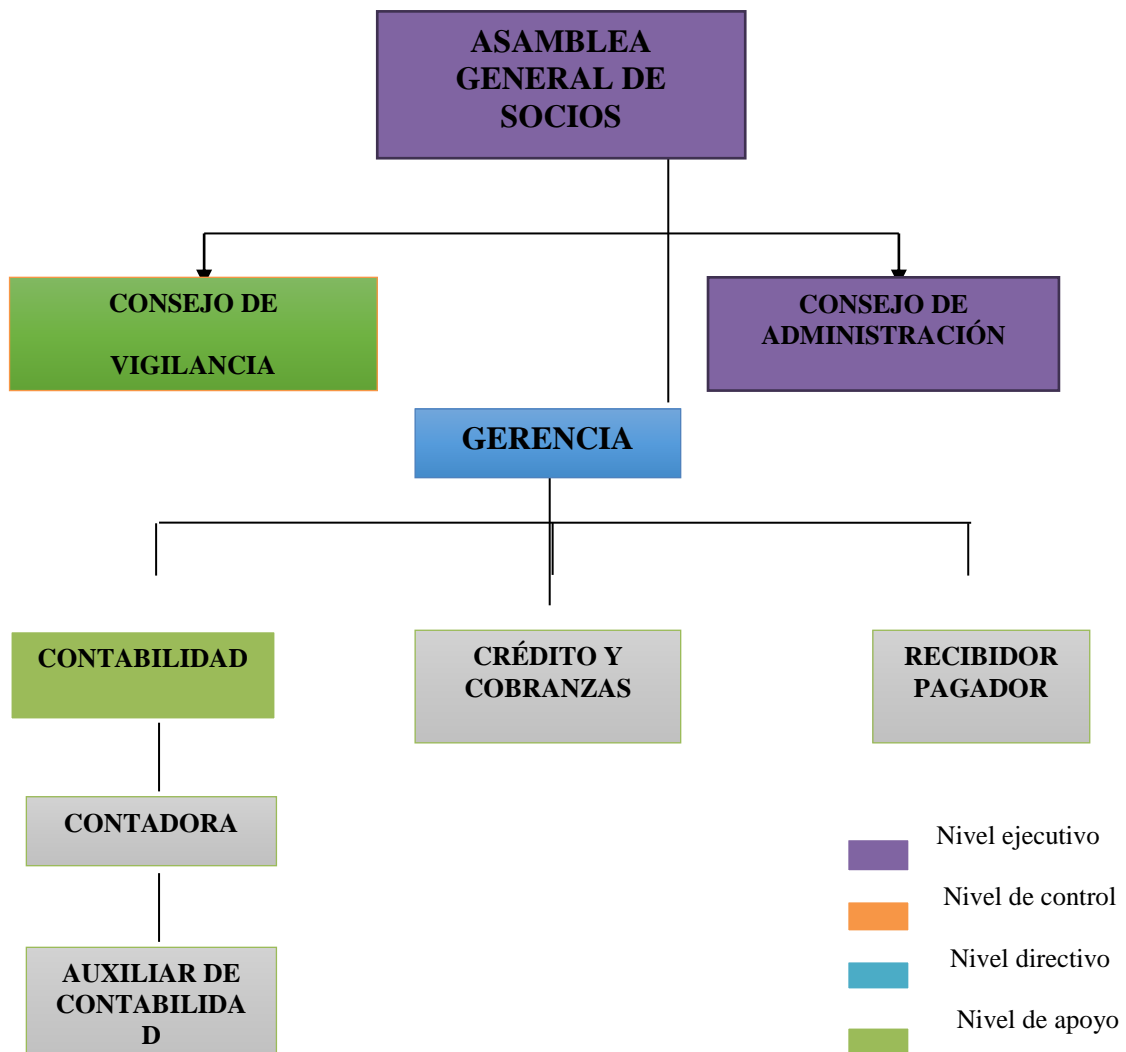 ASAMBLEA
GENERAL DE
SOCIOS
CONSEJO DE
VIGILANCIA
CONSEJO DE
ADMINISTRACIÓN
GERENCIA
CONTABILIDAD
CRÉDITO Y
COBRANZAS
RECIBIDOR
PAGADOR
CONTADORA
AUXILIAR DE
CONTABILIDA
D
Nivel ejecutivo
Nivel de control
Nivel directivo
Nivel de apoyo